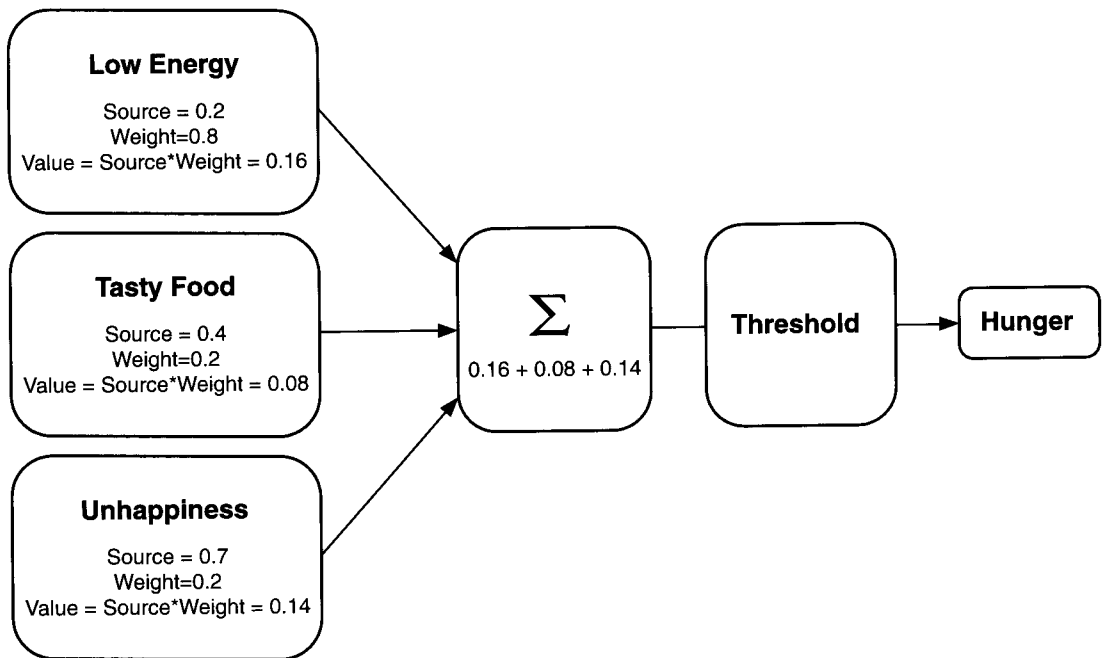 Low Energy
Source = 0.2
Weight=0.8
Value = Source*Weight = 0.16
Tasty Food
Source = 0.4
Weight=0.2
Value = Source*Weight = 0.08
Unhappiness
Source = 0.7
Weight=0.2
Value = Source*Weight = 0.14
Σ
0.16 + 0.08 + 0.14
Threshold
Hunger